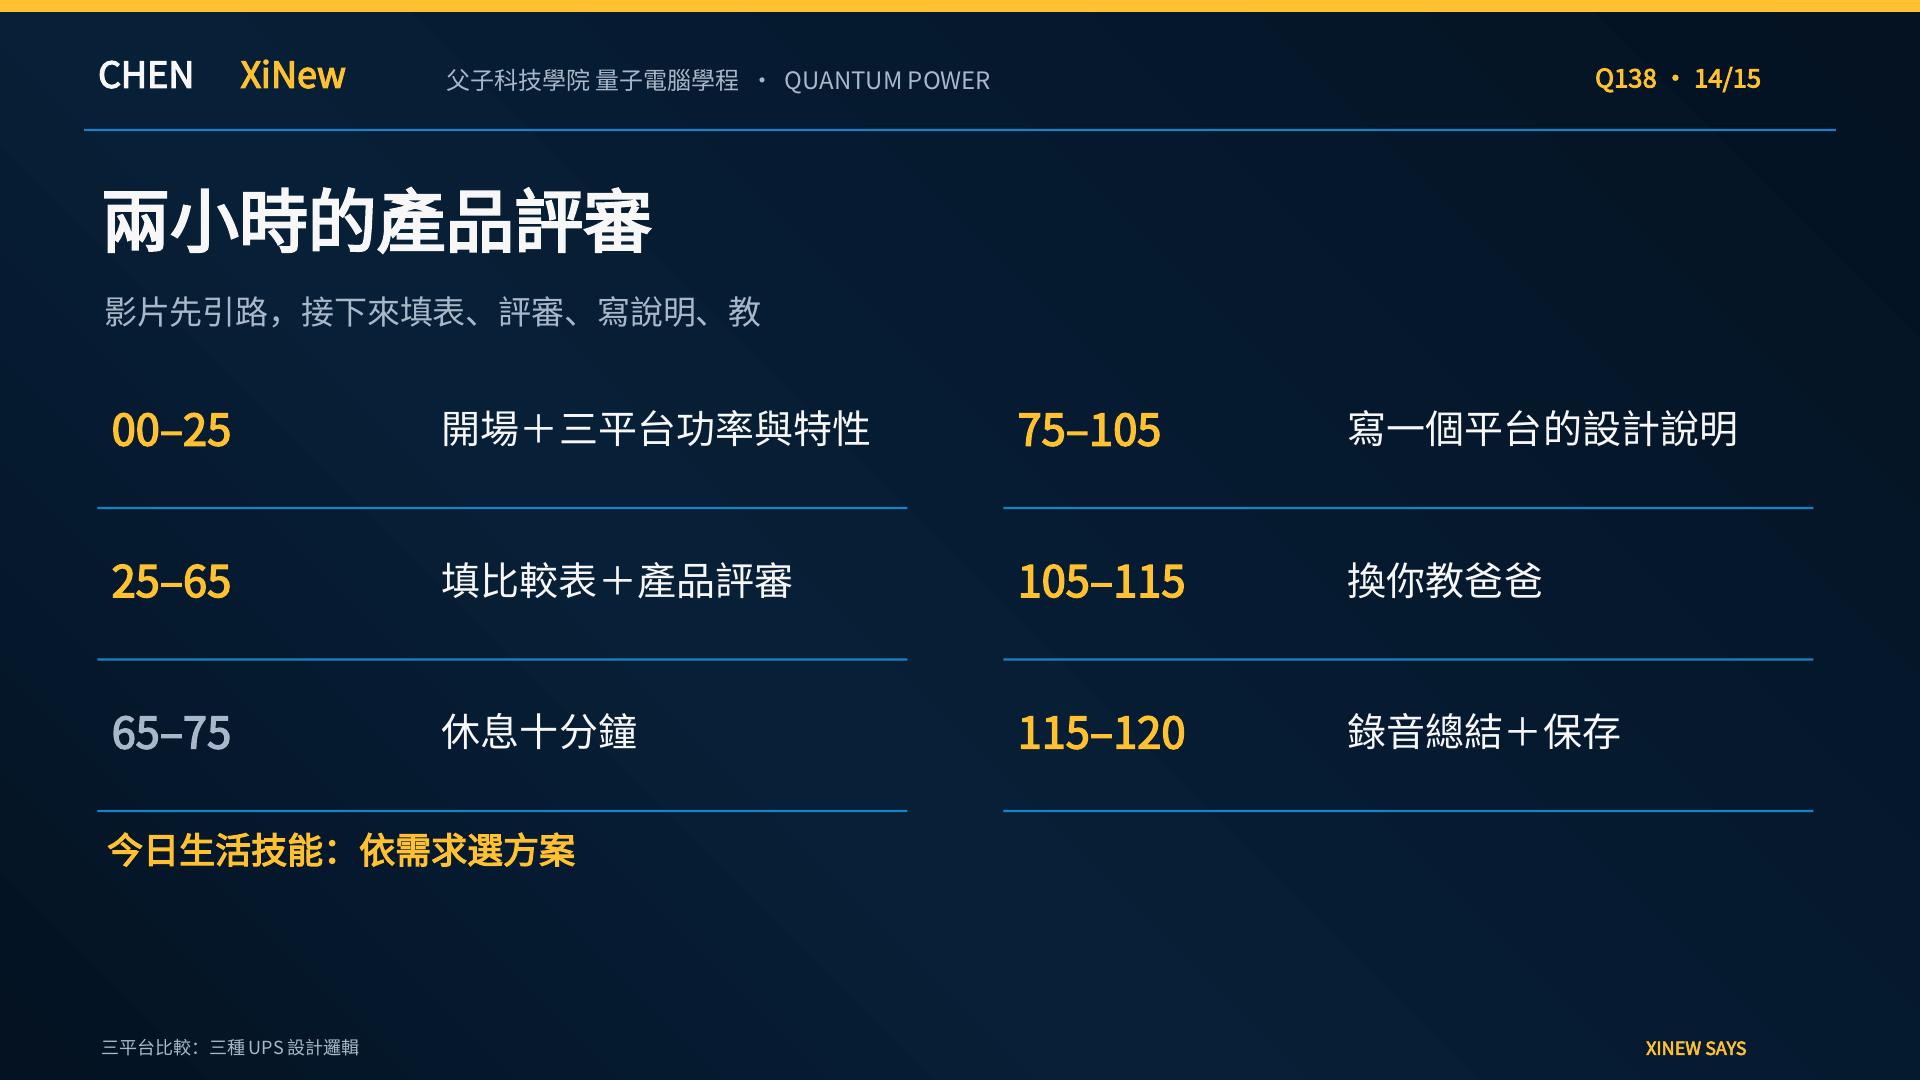 CHEN XiNew 父子科技學院 量子電腦學程 · QUANTUM POWER Q138 · 14/15
兩小時的產品評審
影片先引路，接下來填表、評審、寫說明、教
00–25 開場＋三平台功率與特性
25–65 填比較表＋產品評審
65–75 休息十分鐘
75–105 寫一個平台的設計說明
105–115 換你教爸爸
115–120 錄音總結＋保存
今日生活技能：依需求選方案
三平台比較：三種 UPS 設計邏輯
XINEW SAYS